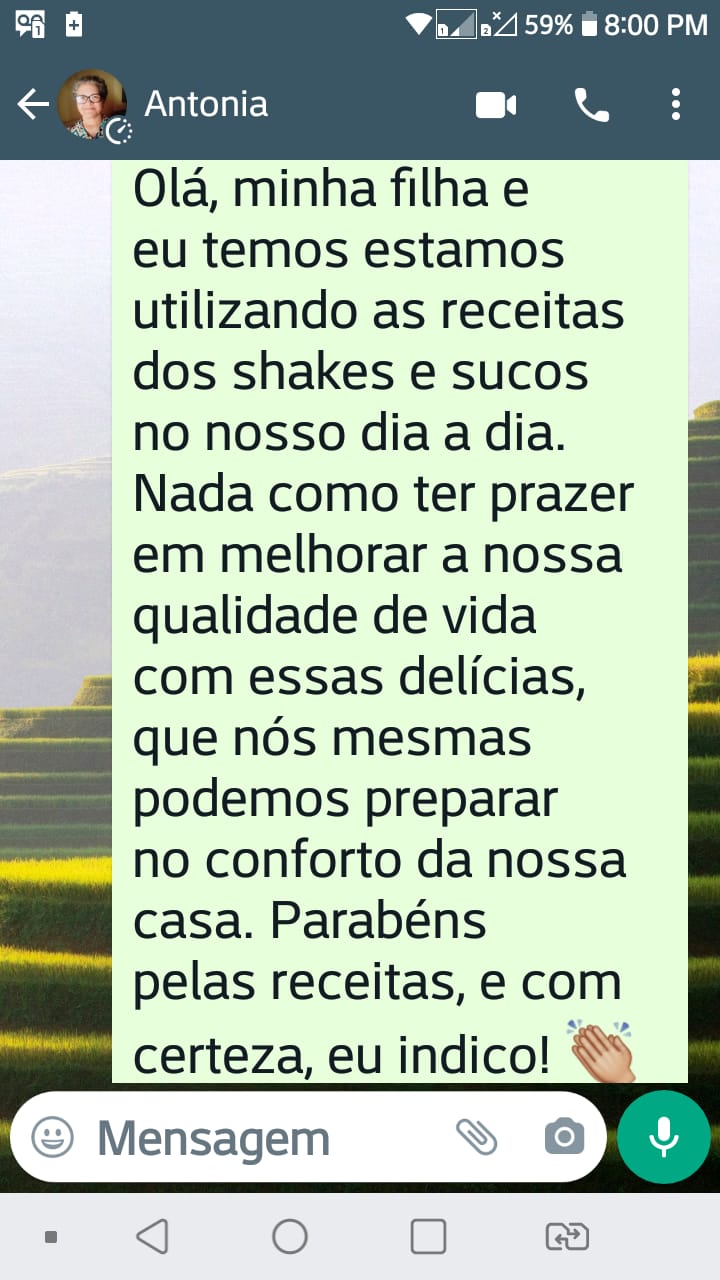 59% 8:00 PM
Antonia
Olá, minha filha e
eu temos estamos
utilizando as receitas
dos shakes e sucos
no nosso dia a dia.
Nada como ter prazer
em melhorar a nossa
qualidade de vida
com essas delícias,
que nós mesmas
podemos preparar
no conforto da nossa
casa. Parabéns
pelas receitas, e com
certeza, eu indico! 👏🏼
Mensagem